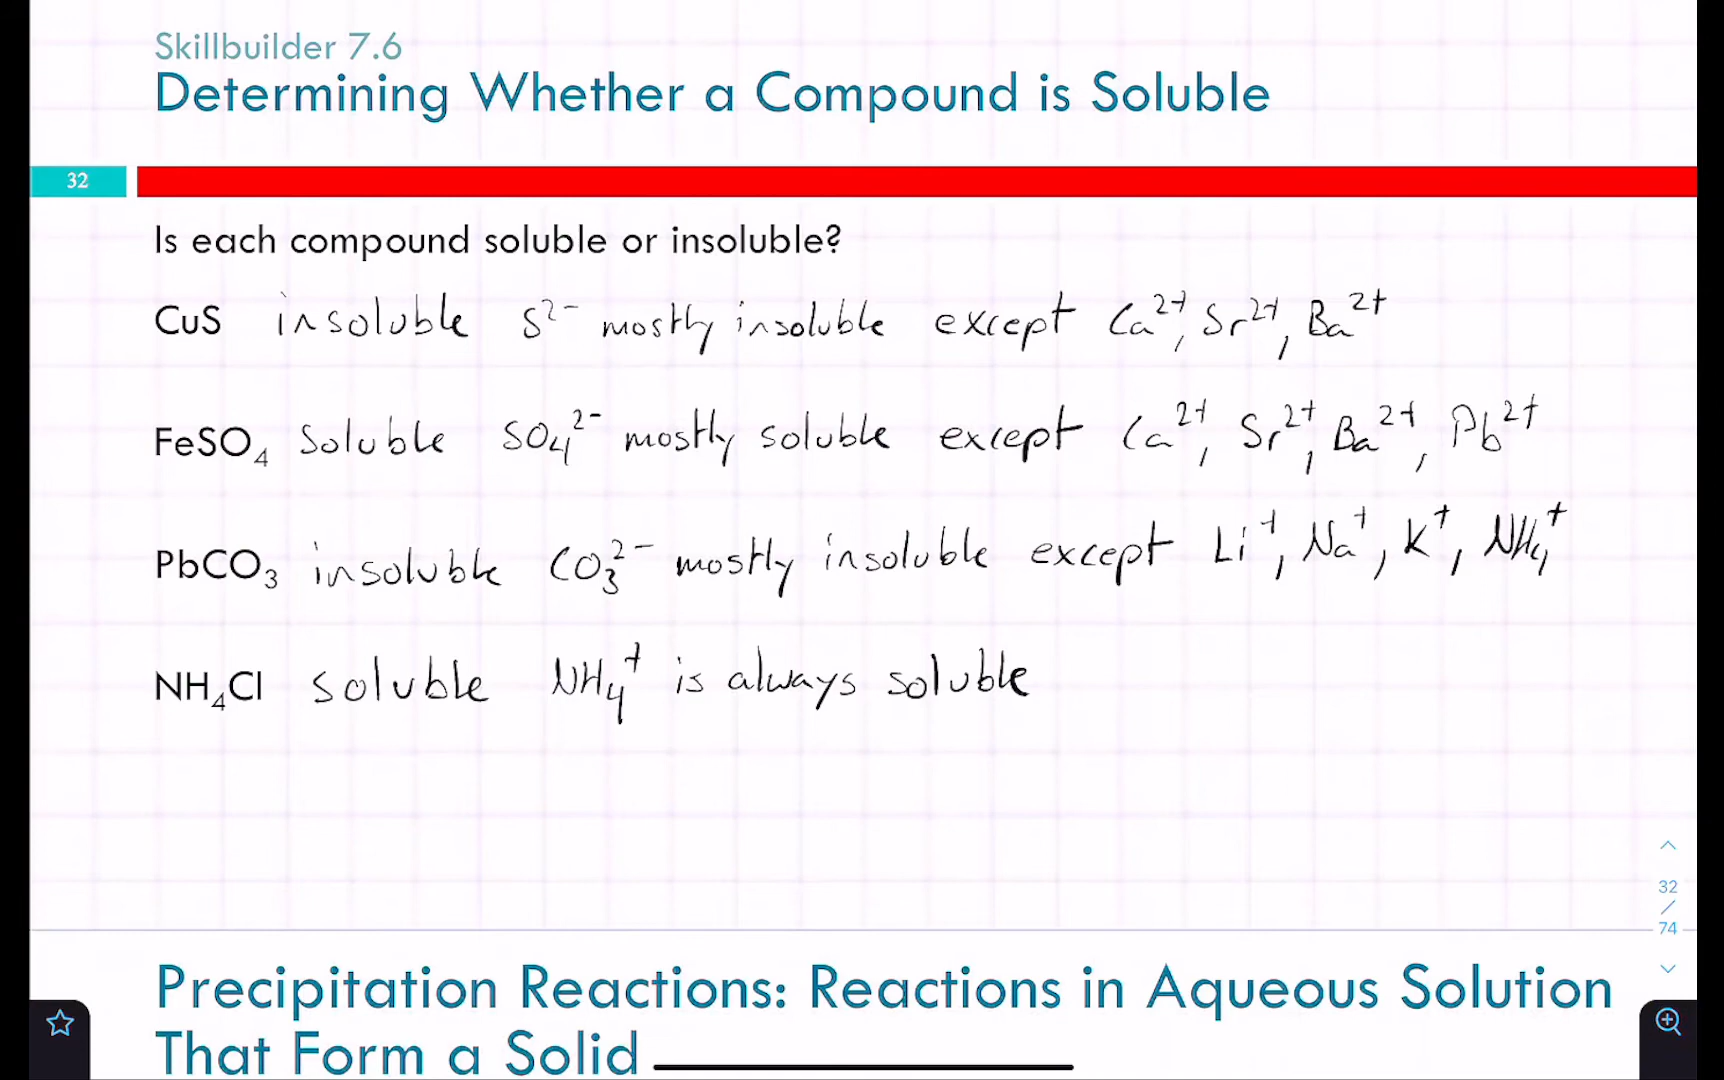 Skillbuilder 7.6
Determining Whether a Compound is Soluble
32
Is each compound soluble or insoluble?
CuS insoluble S²⁻ mostly insoluble except Ca²⁺, Sr²⁺, Ba²⁺
FeSO₄ soluble SO₄²⁻ mostly soluble except Ca²⁺, Sr²⁺, Ba²⁺, Pb²⁺
PbCO₃ insoluble CO₃²⁻ mostly insoluble except Li⁺, Na⁺, K⁺, NH₄⁺
NH₄Cl soluble NH₄⁺ is always soluble
32
/
74
Precipitation Reactions: Reactions in Aqueous Solution
That Form a Solid